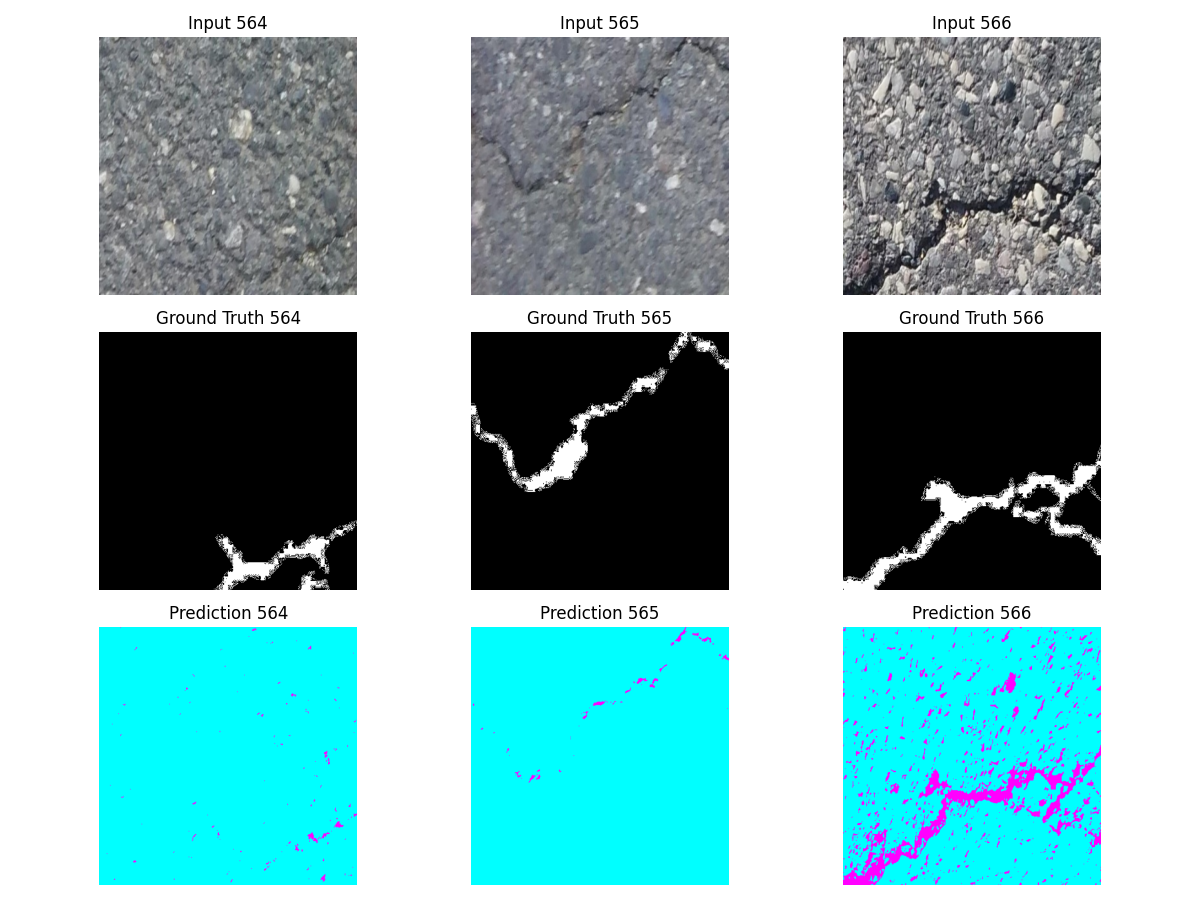 Input 564
Input 565
Input 566
Ground Truth 564
Ground Truth 565
Ground Truth 566
Prediction 564
Prediction 565
Prediction 566